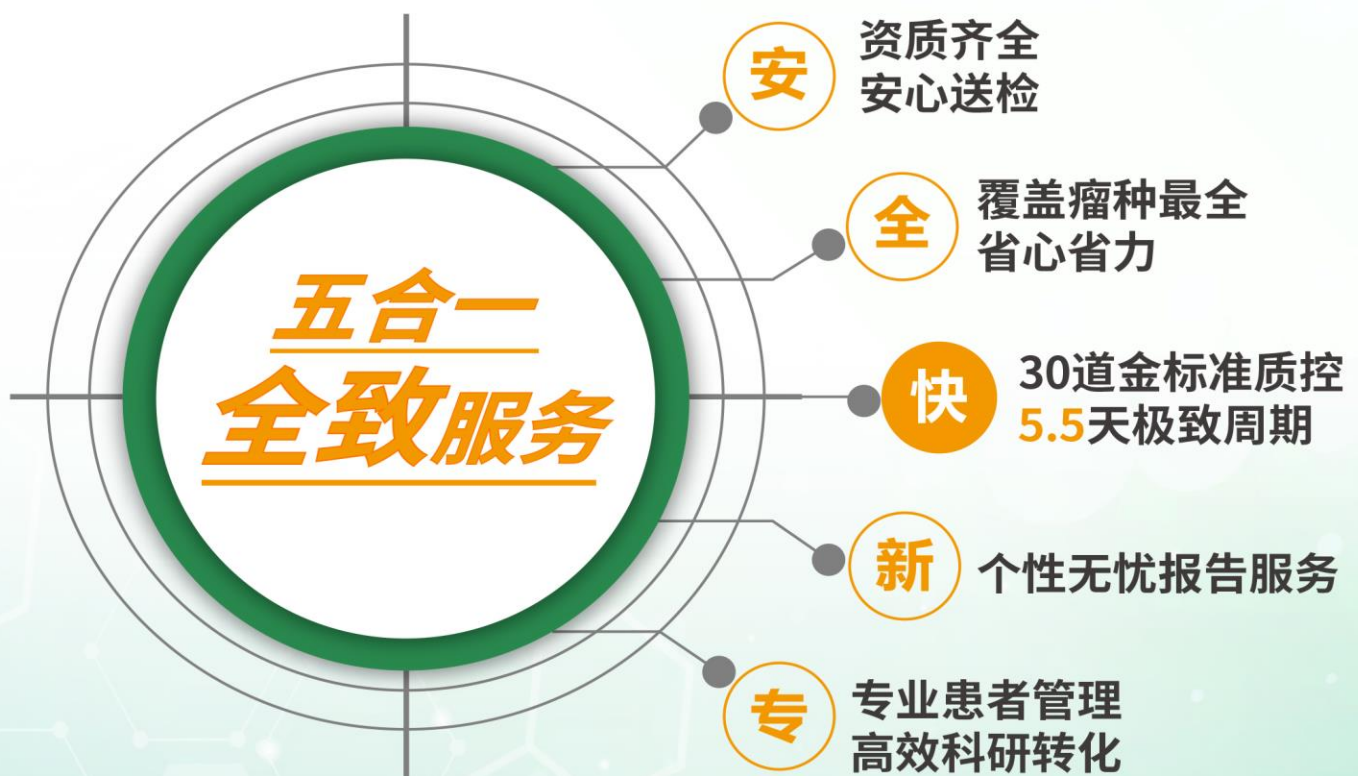 五合一
全致服务
安
资质齐全
安心送检
全
覆盖瘤种最全
省心省力
快
30道金标准质控
5.5天极致周期
新
个性无忧报告服务
专
专业患者管理
高效科研转化